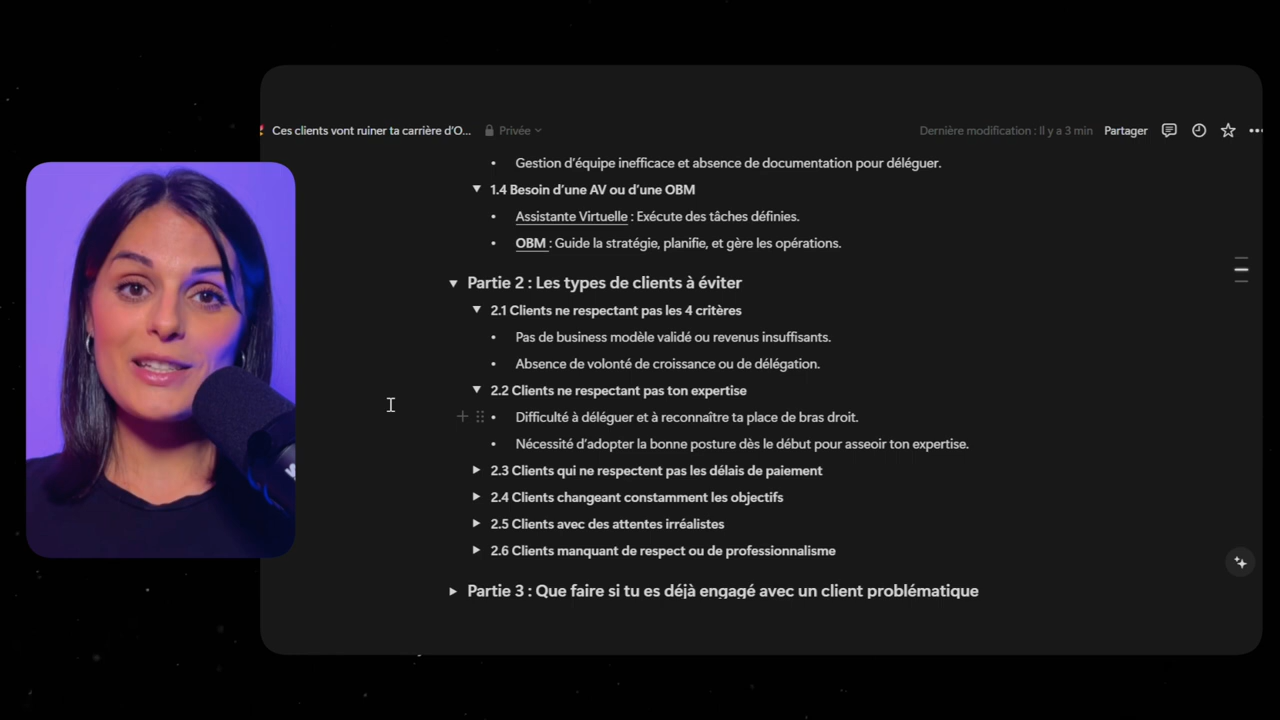 Ces clients vont ruiner ta carrière d'O... Privée Dernière modification : Il y a 3 min Partager
Gestion d'équipe inefficace et absence de documentation pour déléguer.
1.4 Besoin d'une AV ou d'une OBM
Assistante Virtuelle : Exécute des tâches définies.
OBM : Guide la stratégie, planifie, et gère les opérations.
Partie 2 : Les types de clients à éviter
2.1 Clients ne respectant pas les 4 critères
Pas de business modèle validé ou revenus insuffisants.
Absence de volonté de croissance ou de délégation.
2.2 Clients ne respectant pas ton expertise
Difficulté à déléguer et à reconnaître ta place de bras droit.
Nécessité d'adopter la bonne posture dès le début pour asseoir ton expertise.
2.3 Clients qui ne respectent pas les délais de paiement
2.4 Clients changeant constamment les objectifs
2.5 Clients avec des attentes irréalistes
2.6 Clients manquant de respect ou de professionnalisme
Partie 3 : Que faire si tu es déjà engagé avec un client problématique